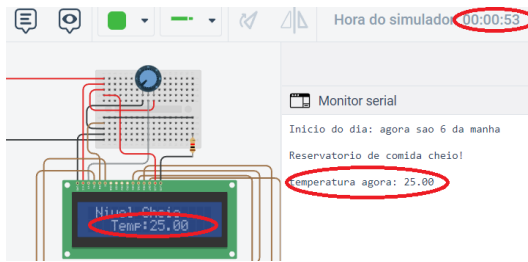 Hora do simulador 00:00:53
Monitor serial
Inicio do dia: agora sao 6 da manha
Reservatorio de comida cheio!
Temperatura agora: 25.00
Nivel Cheio
Temp:25.00